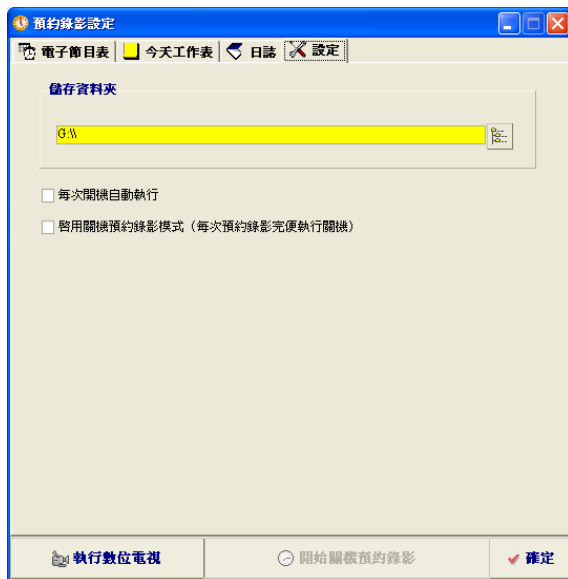 預約錄影設定
電子節目表 今天工作表 日誌 設定
儲存資料夾
G:\\
每次開機自動執行
啓用關機預約錄影模式（每次預約錄影完便執行關機）
執行數位電視 開始關機預約錄影 確定